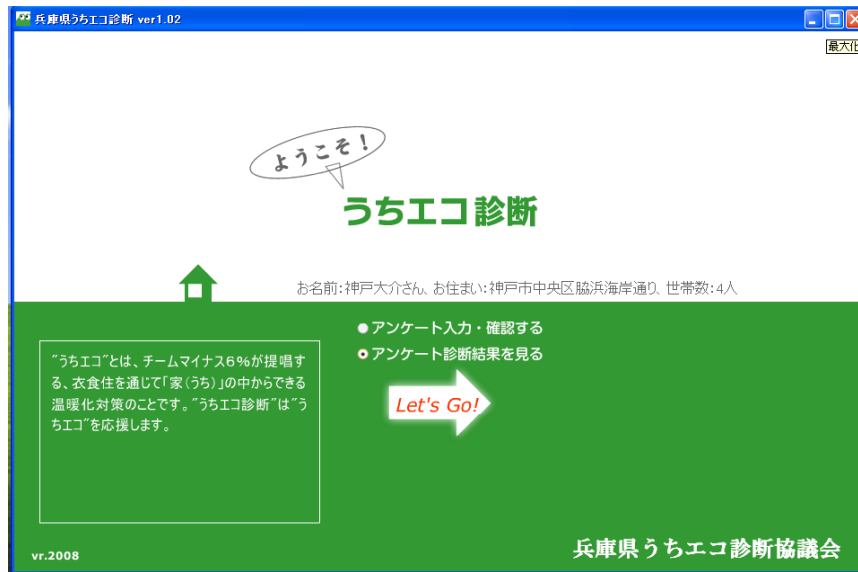 兵庫県うちエコ診断 ver1.02
最大化
ようこそ!
うちエコ診断
お名前:神戸大介さん、お住まい:神戸市中央区脇浜海岸通り、世帯数:4人
アンケート入力・確認する
アンケート診断結果を見る
Let's Go!
"うちエコ"とは、チームマイナス6%が提唱す
る、衣食住を通じて「家(うち)」の中からできる
温暖化対策のことです。"うちエコ診断"は"う
ちエコ"を応援します。
vr.2008
兵庫県うちエコ診断協議会